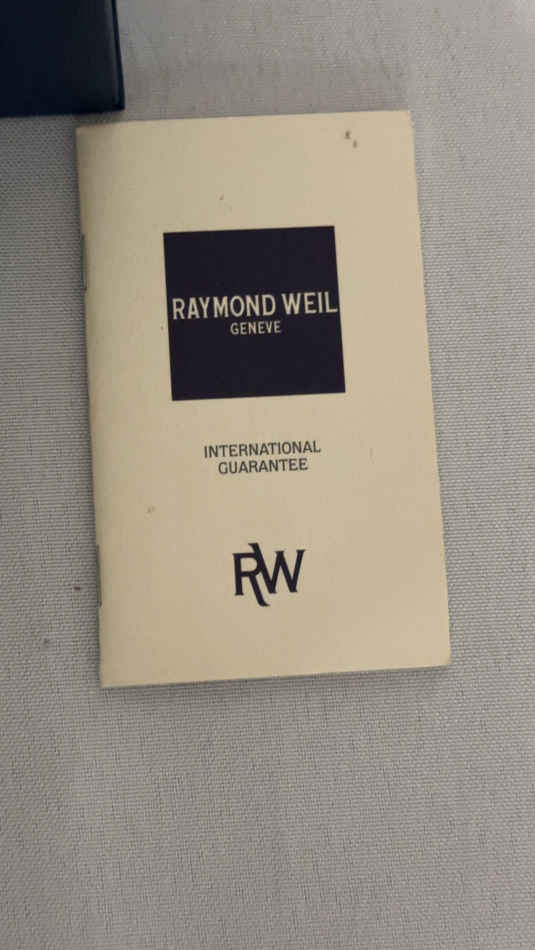 RAYMOND WEIL
GENEVE
INTERNATIONAL
GUARANTEE
RW